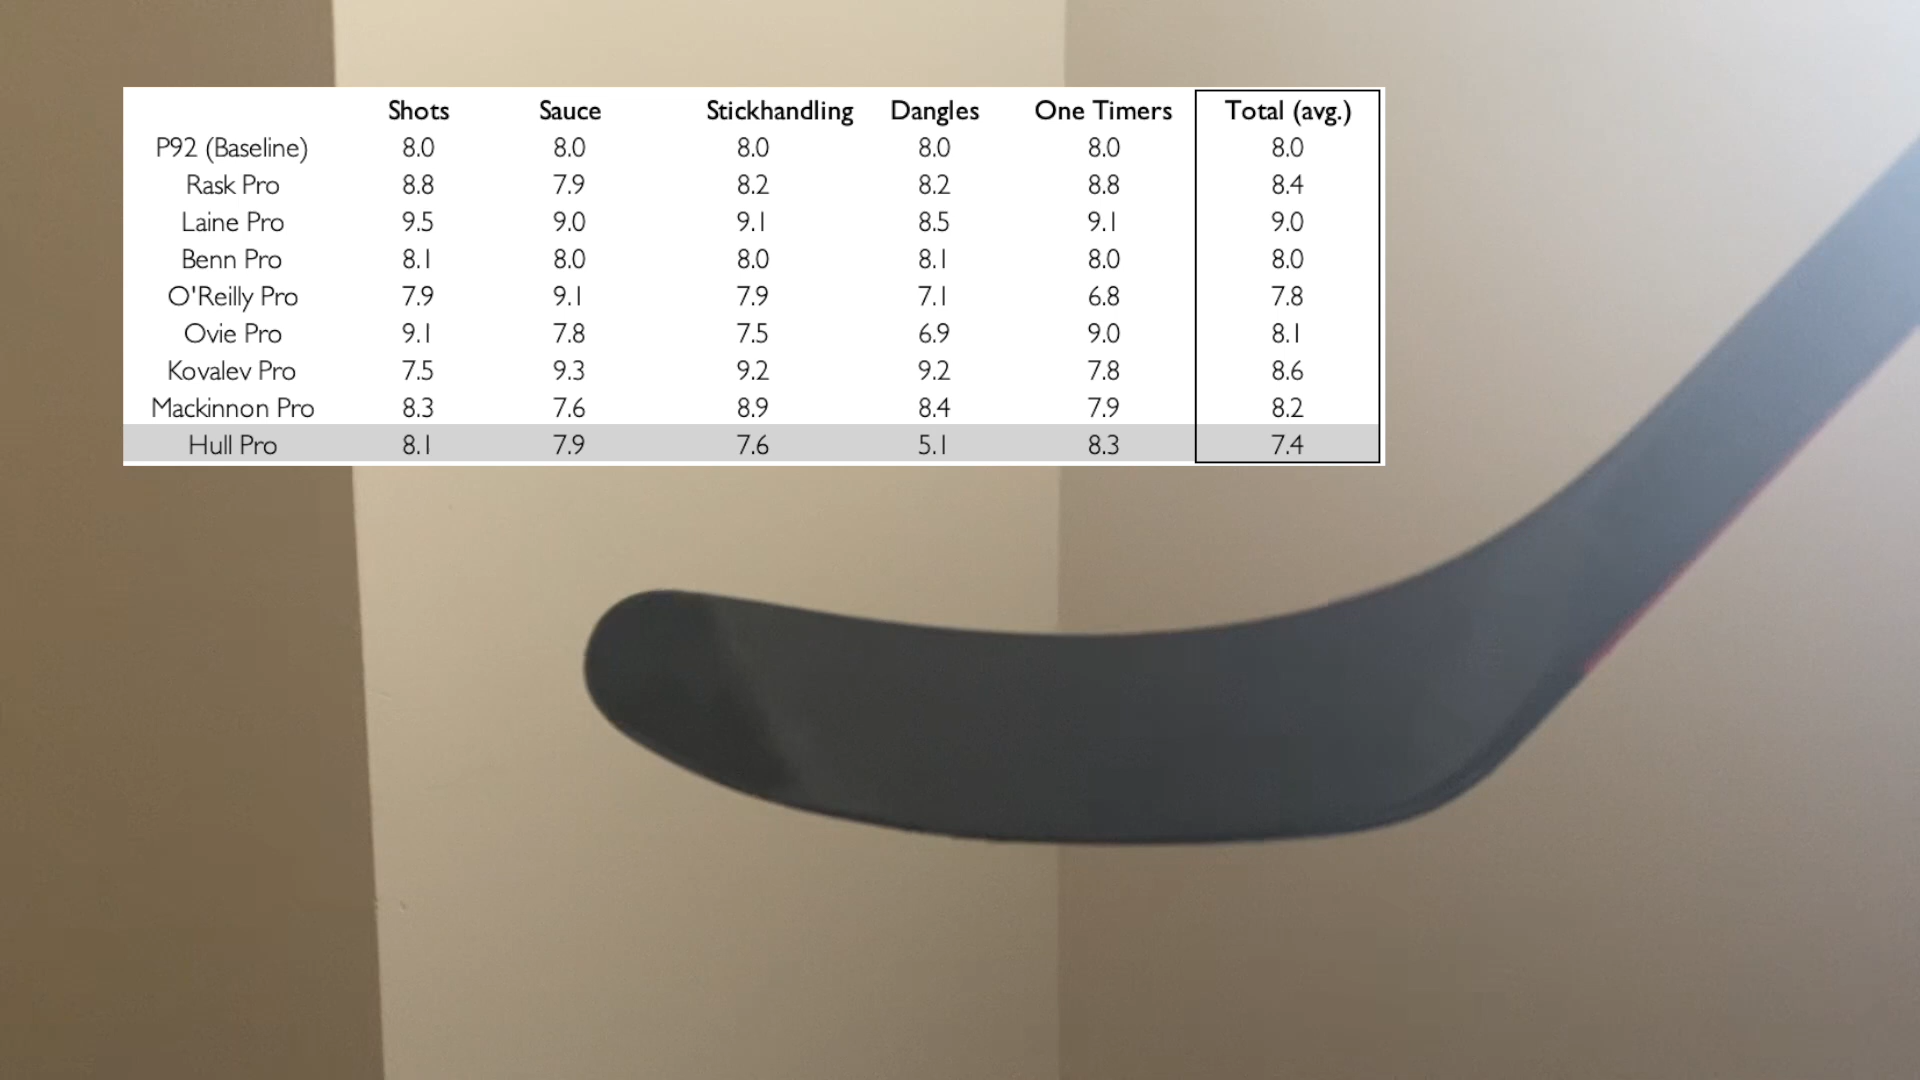 Shots Sauce Stickhandling Dangles One Timers Total (avg.)
P92 (Baseline) 8.0 8.0 8.0 8.0 8.0 8.0
Rask Pro 8.8 7.9 8.2 8.2 8.8 8.4
Laine Pro 9.5 9.0 9.1 8.5 9.1 9.0
Benn Pro 8.1 8.0 8.0 8.1 8.0 8.0
O'Reilly Pro 7.9 9.1 7.9 7.1 6.8 7.8
Ovie Pro 9.1 7.8 7.5 6.9 9.0 8.1
Kovalev Pro 7.5 9.3 9.2 9.2 7.8 8.6
Mackinnon Pro 8.3 7.6 8.9 8.4 7.9 8.2
Hull Pro 8.1 7.9 7.6 5.1 8.3 7.4